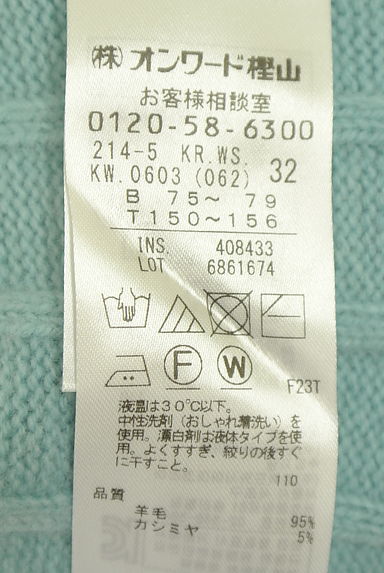 (株)オンワード樫山
お客様相談室
0120-58-6300
214-5 KR.WS.
KW.0603 (062) 32
B 75～ 79
T 150～156
INS. 408433
LOT 6861674
F W
F23T
液温は30℃以下。
中性洗剤（おしゃれ着洗い）を
使用。漂白剤は液体タイプを使
用。よくすすぎ、絞りの後すぐ
に干すこと。
110
品質
羊毛 95%
カシミヤ 5%